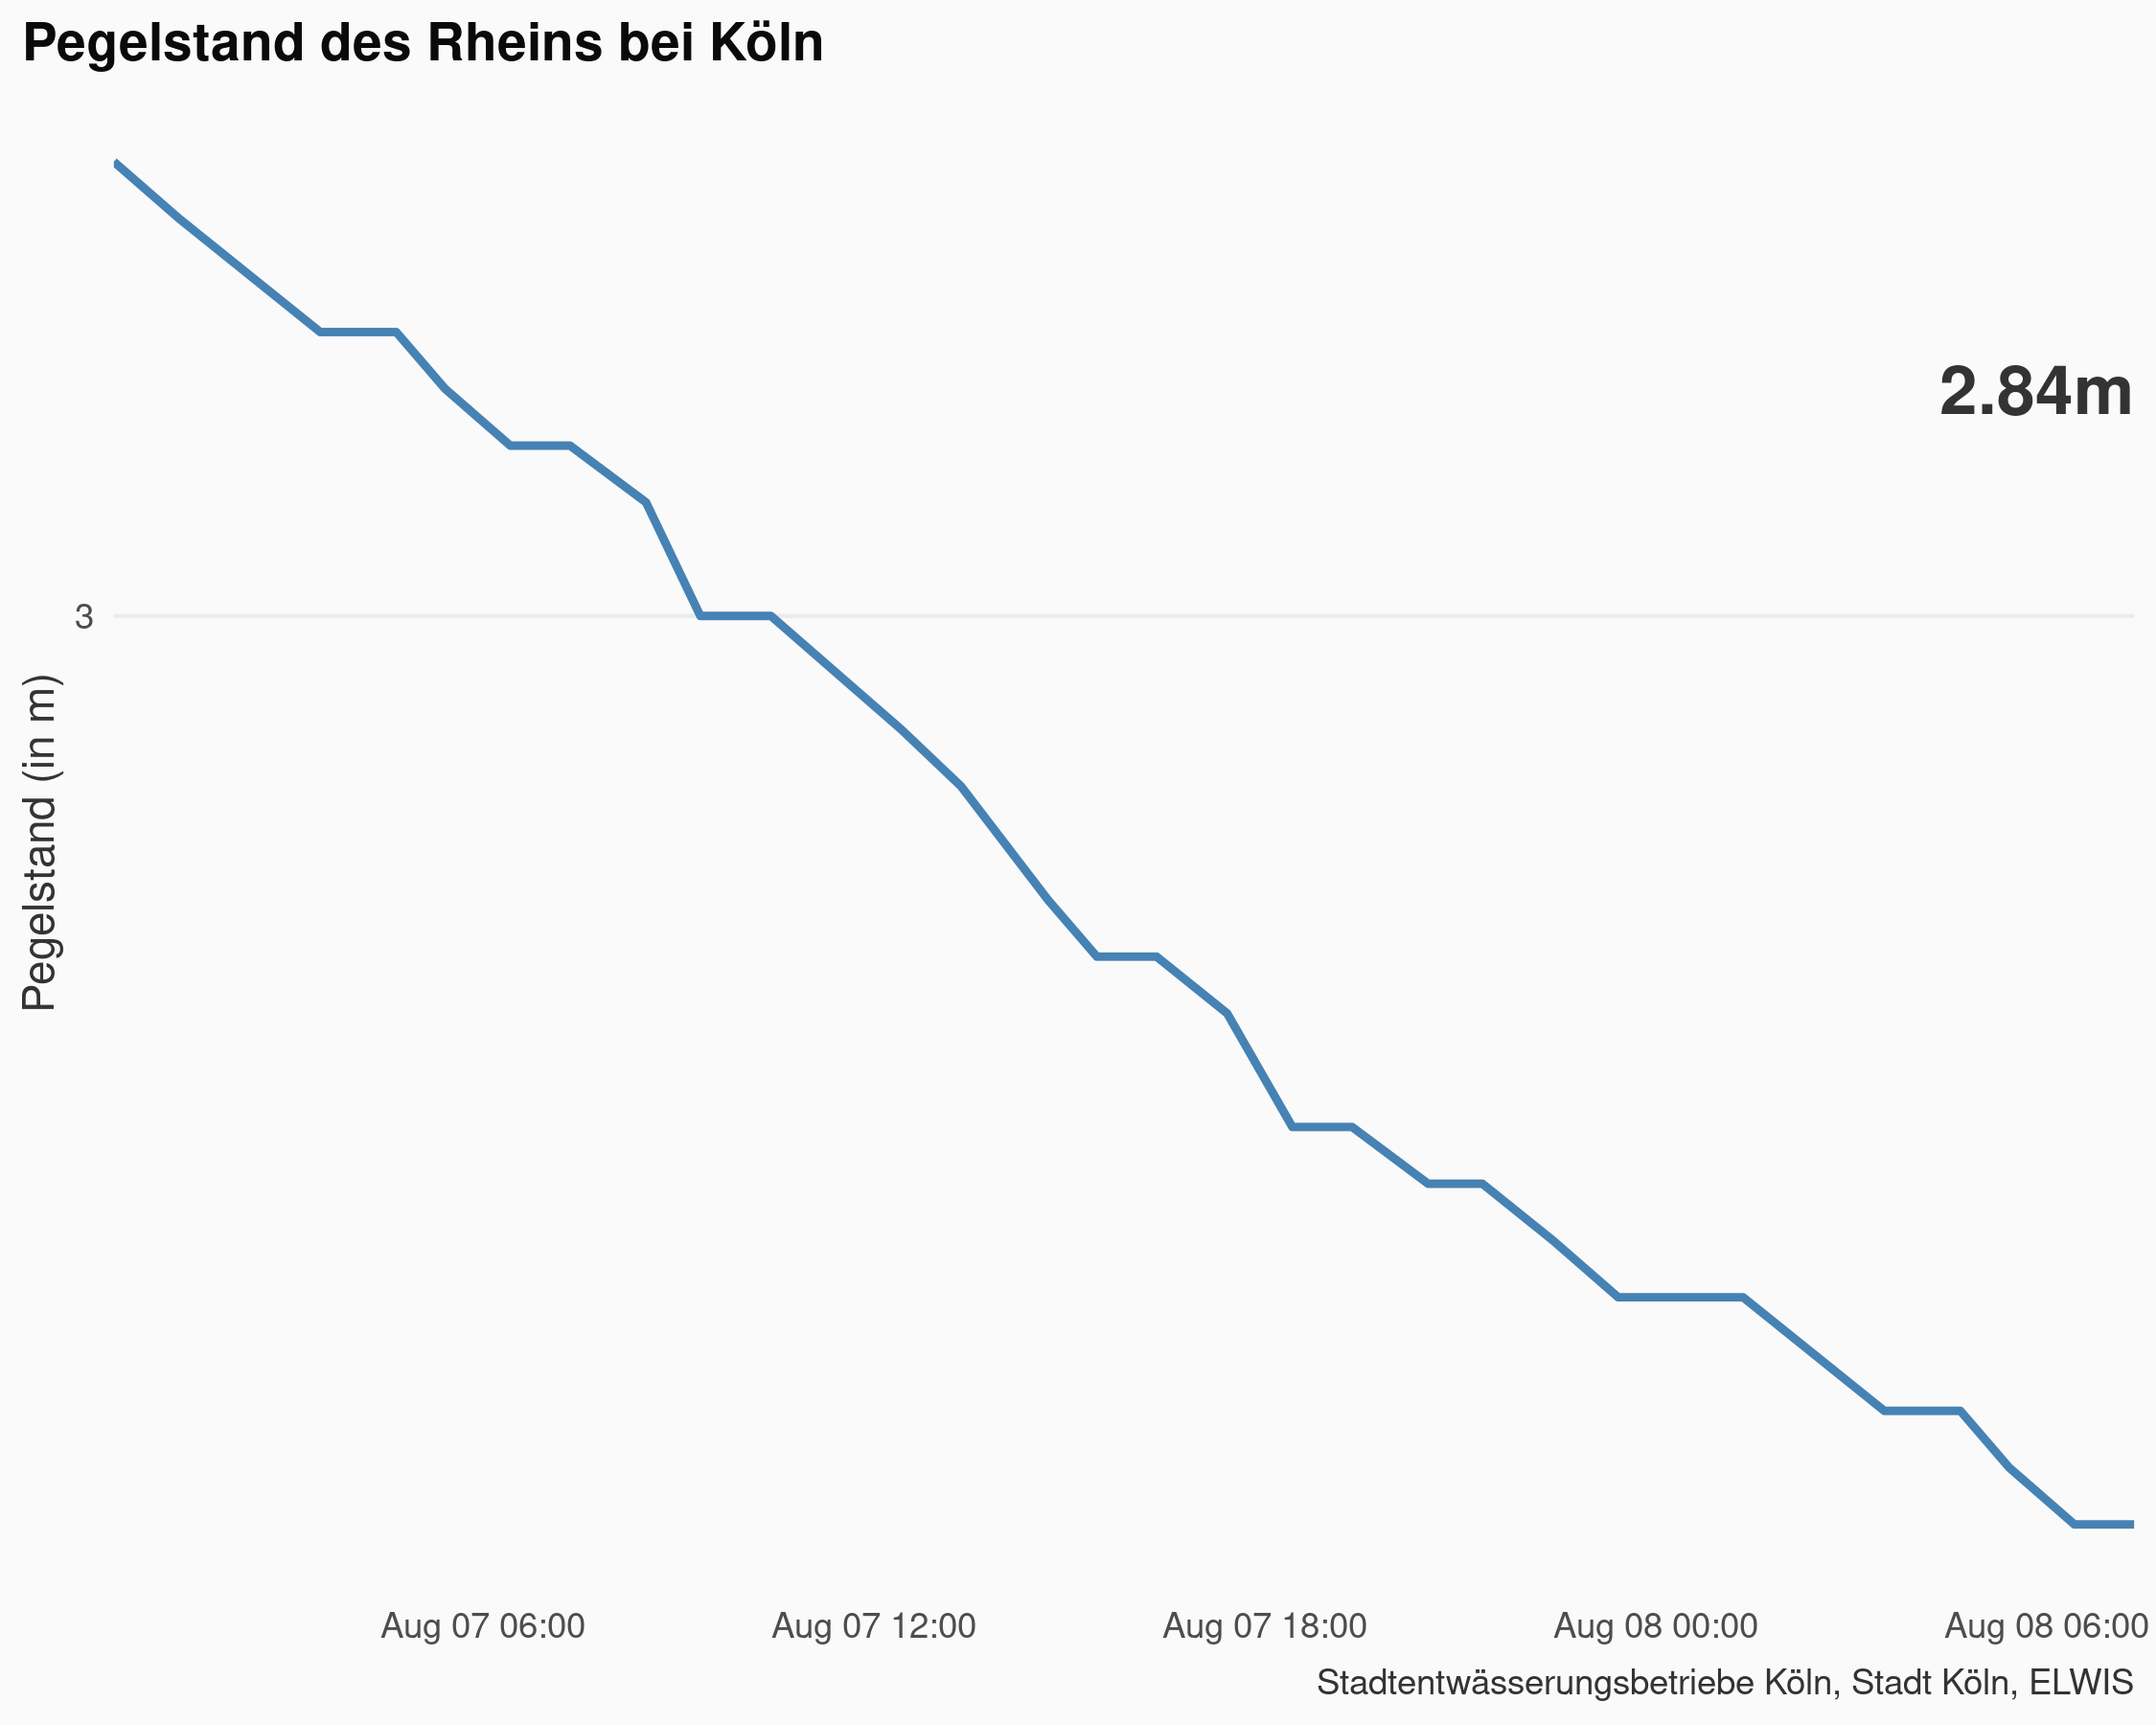 Pegelstand des Rheins bei Köln
2.84m
3
Pegelstand (in m)
Aug 07 06:00 Aug 07 12:00 Aug 07 18:00 Aug 08 00:00 Aug 08 06:00
Stadtentwässerungsbetriebe Köln, Stadt Köln, ELWIS